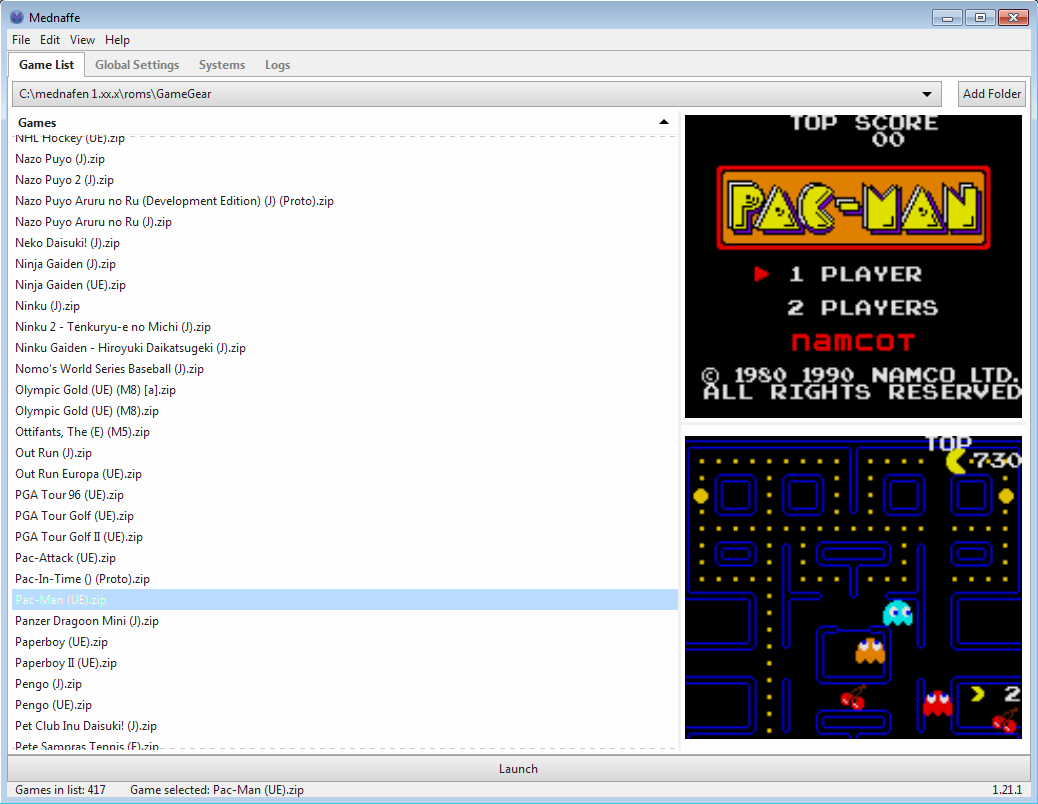 Mednaffe
File Edit View Help
Game List Global Settings Systems Logs
C:\mednafen 1.xx.x\roms\GameGear Add Folder
Games
NHL Hockey (UE).zip
Nazo Puyo (J).zip
Nazo Puyo 2 (J).zip
Nazo Puyo Aruru no Ru (Development Edition) (J) (Proto).zip
Nazo Puyo Aruru no Ru (J).zip
Neko Daisuki! (J).zip
Ninja Gaiden (J).zip
Ninja Gaiden (UE).zip
Ninku (J).zip
Ninku 2 - Tenkuryu-e no Michi (J).zip
Ninku Gaiden - Hiroyuki Daikatsugeki (J).zip
Nomo's World Series Baseball (J).zip
Olympic Gold (UE) (M8) [a].zip
Olympic Gold (UE) (M8).zip
Ottifants, The (E) (M5).zip
Out Run (J).zip
Out Run Europa (UE).zip
PGA Tour 96 (UE).zip
PGA Tour Golf (UE).zip
PGA Tour Golf II (UE).zip
Pac-Attack (UE).zip
Pac-In-Time () (Proto).zip
Pac-Man (UE).zip
Panzer Dragoon Mini (J).zip
Paperboy (UE).zip
Paperboy II (UE).zip
Pengo (J).zip
Pengo (UE).zip
Pet Club Inu Daisuki! (J).zip
Pete Sampras Tennis (E).zip
TOP SCORE
00
PAC-MAN
1 PLAYER
2 PLAYERS
namcot
© 1980 1990 NAMCO LTD.
ALL RIGHTS RESERVED
TOP
730
2
Launch
Games in list: 417 Game selected: Pac-Man (UE).zip 1.21.1